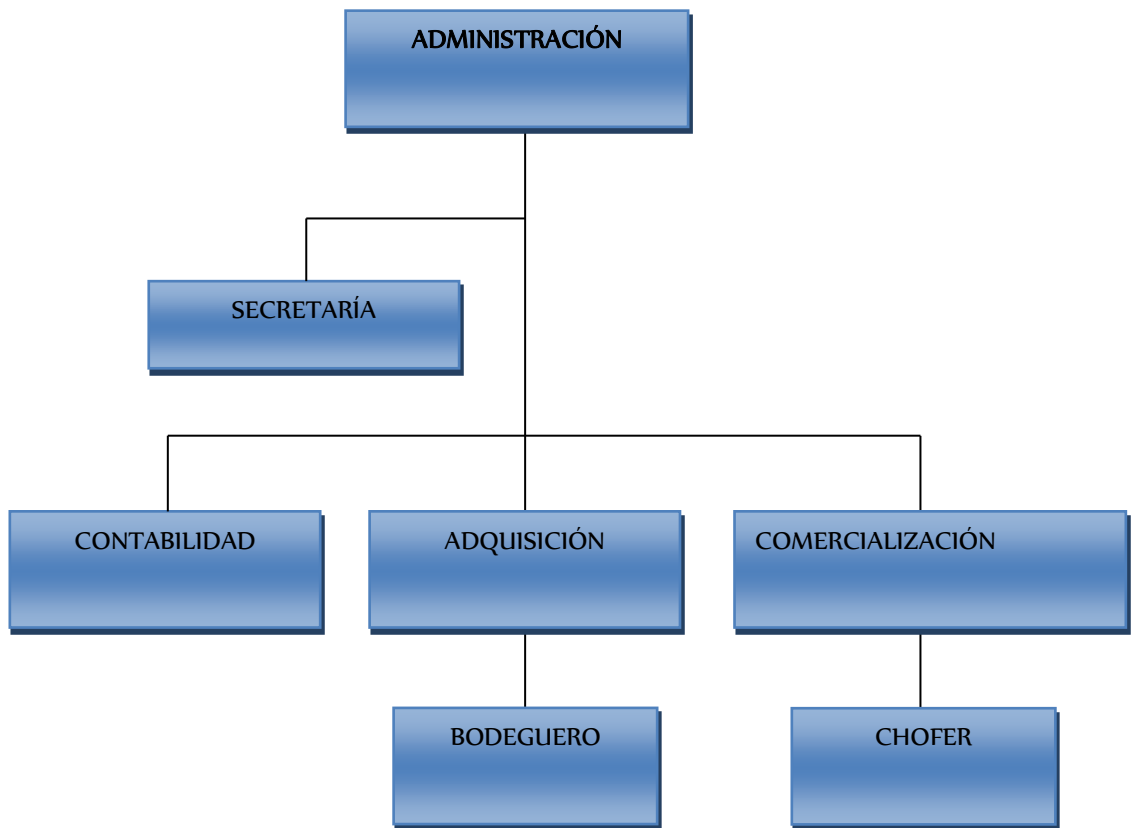 ADMINISTRACIÓN
SECRETARÍA
CONTABILIDAD
ADQUISICIÓN
COMERCIALIZACIÓN
BODEGUERO
CHOFER